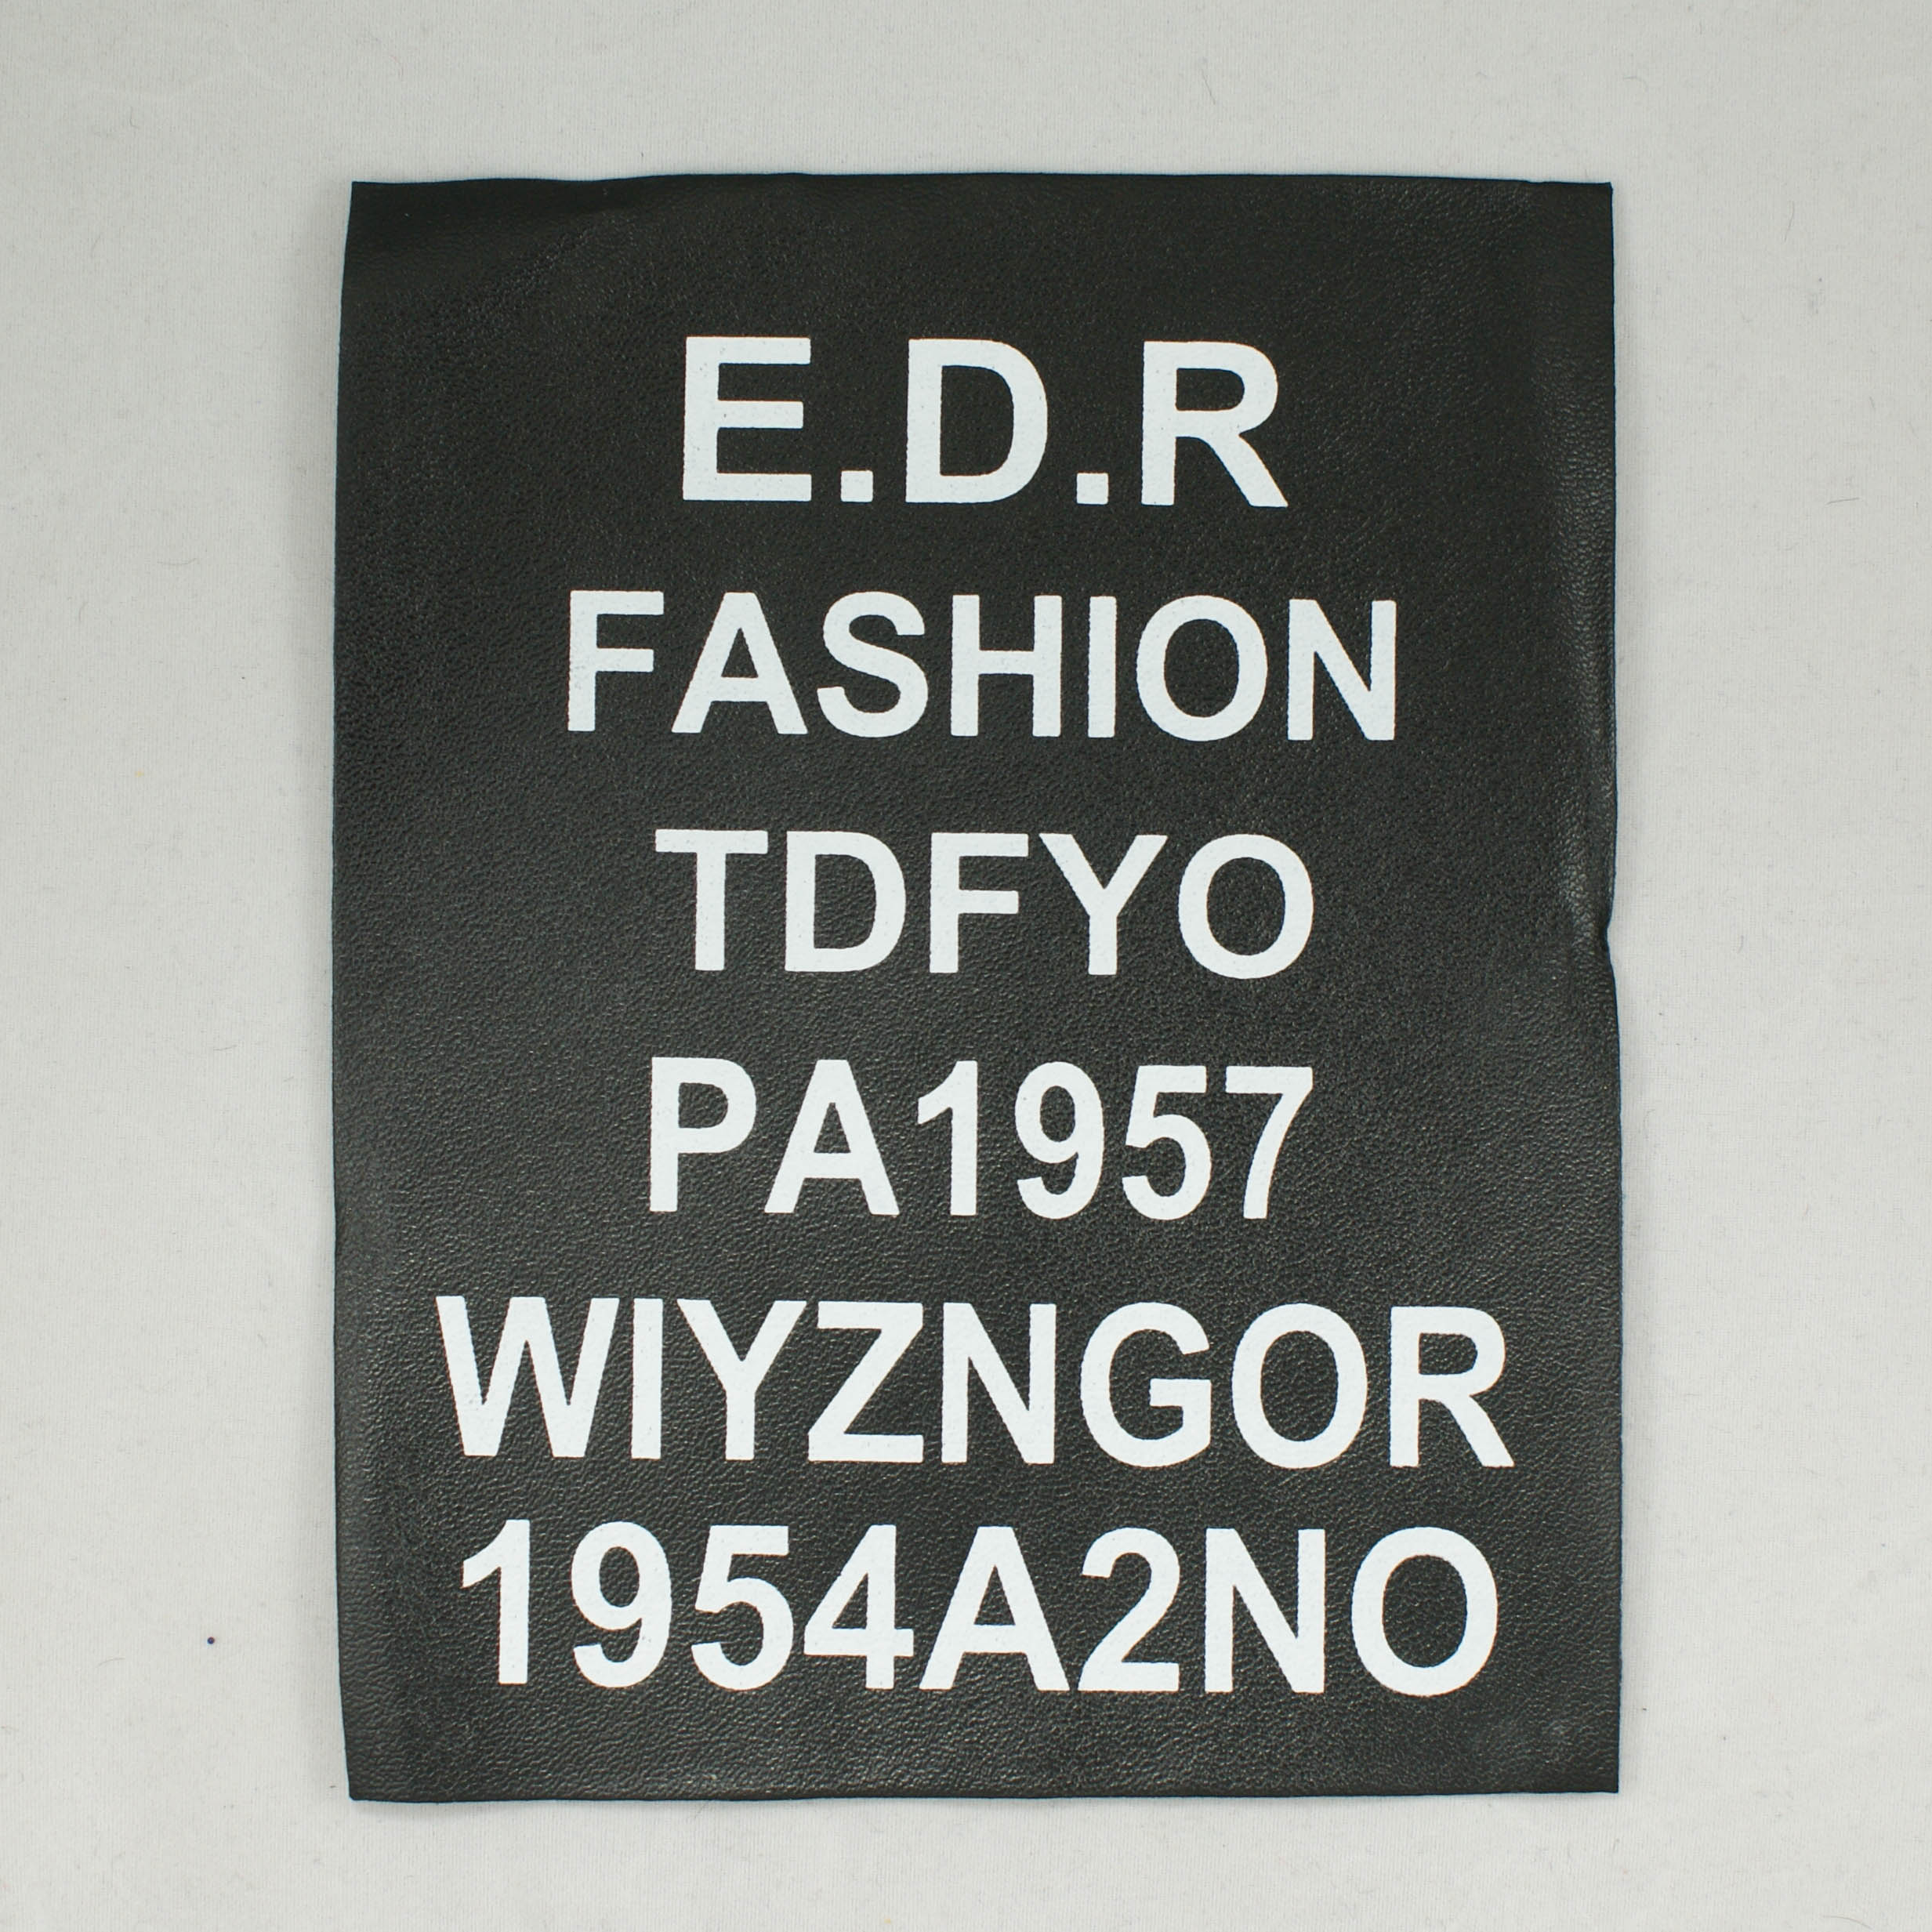 E.D.R
FASHION
TDFYO
PA1957
WIYZNGOR
1954A2NO